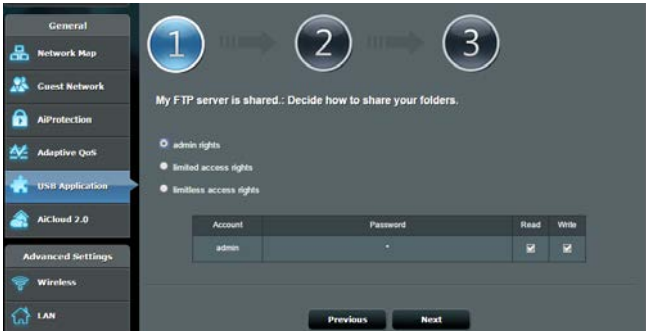 General
Network Map
Guest Network
AiProtection
Adaptive QoS
USB Application
AiCloud 2.0
Advanced Settings
Wireless
LAN
1 2 3
My FTP server is shared.: Decide how to share your folders.
admin rights
limited access rights
limitless access rights
Account Password Read Write
admin *
Previous Next